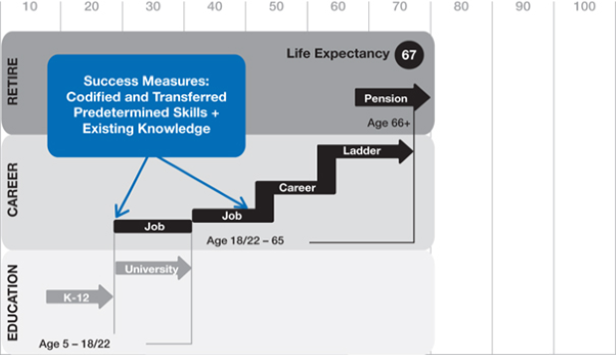 10 20 30 40 50 60 70 80 90 100
RETIRE
Life Expectancy 67
Success Measures:
Codified and Transferred
Predetermined Skills +
Existing Knowledge
Pension
Age 66+
CAREER
Ladder
Career
Job
Job
Age 18/22 – 65
EDUCATION
University
K-12
Age 5 – 18/22